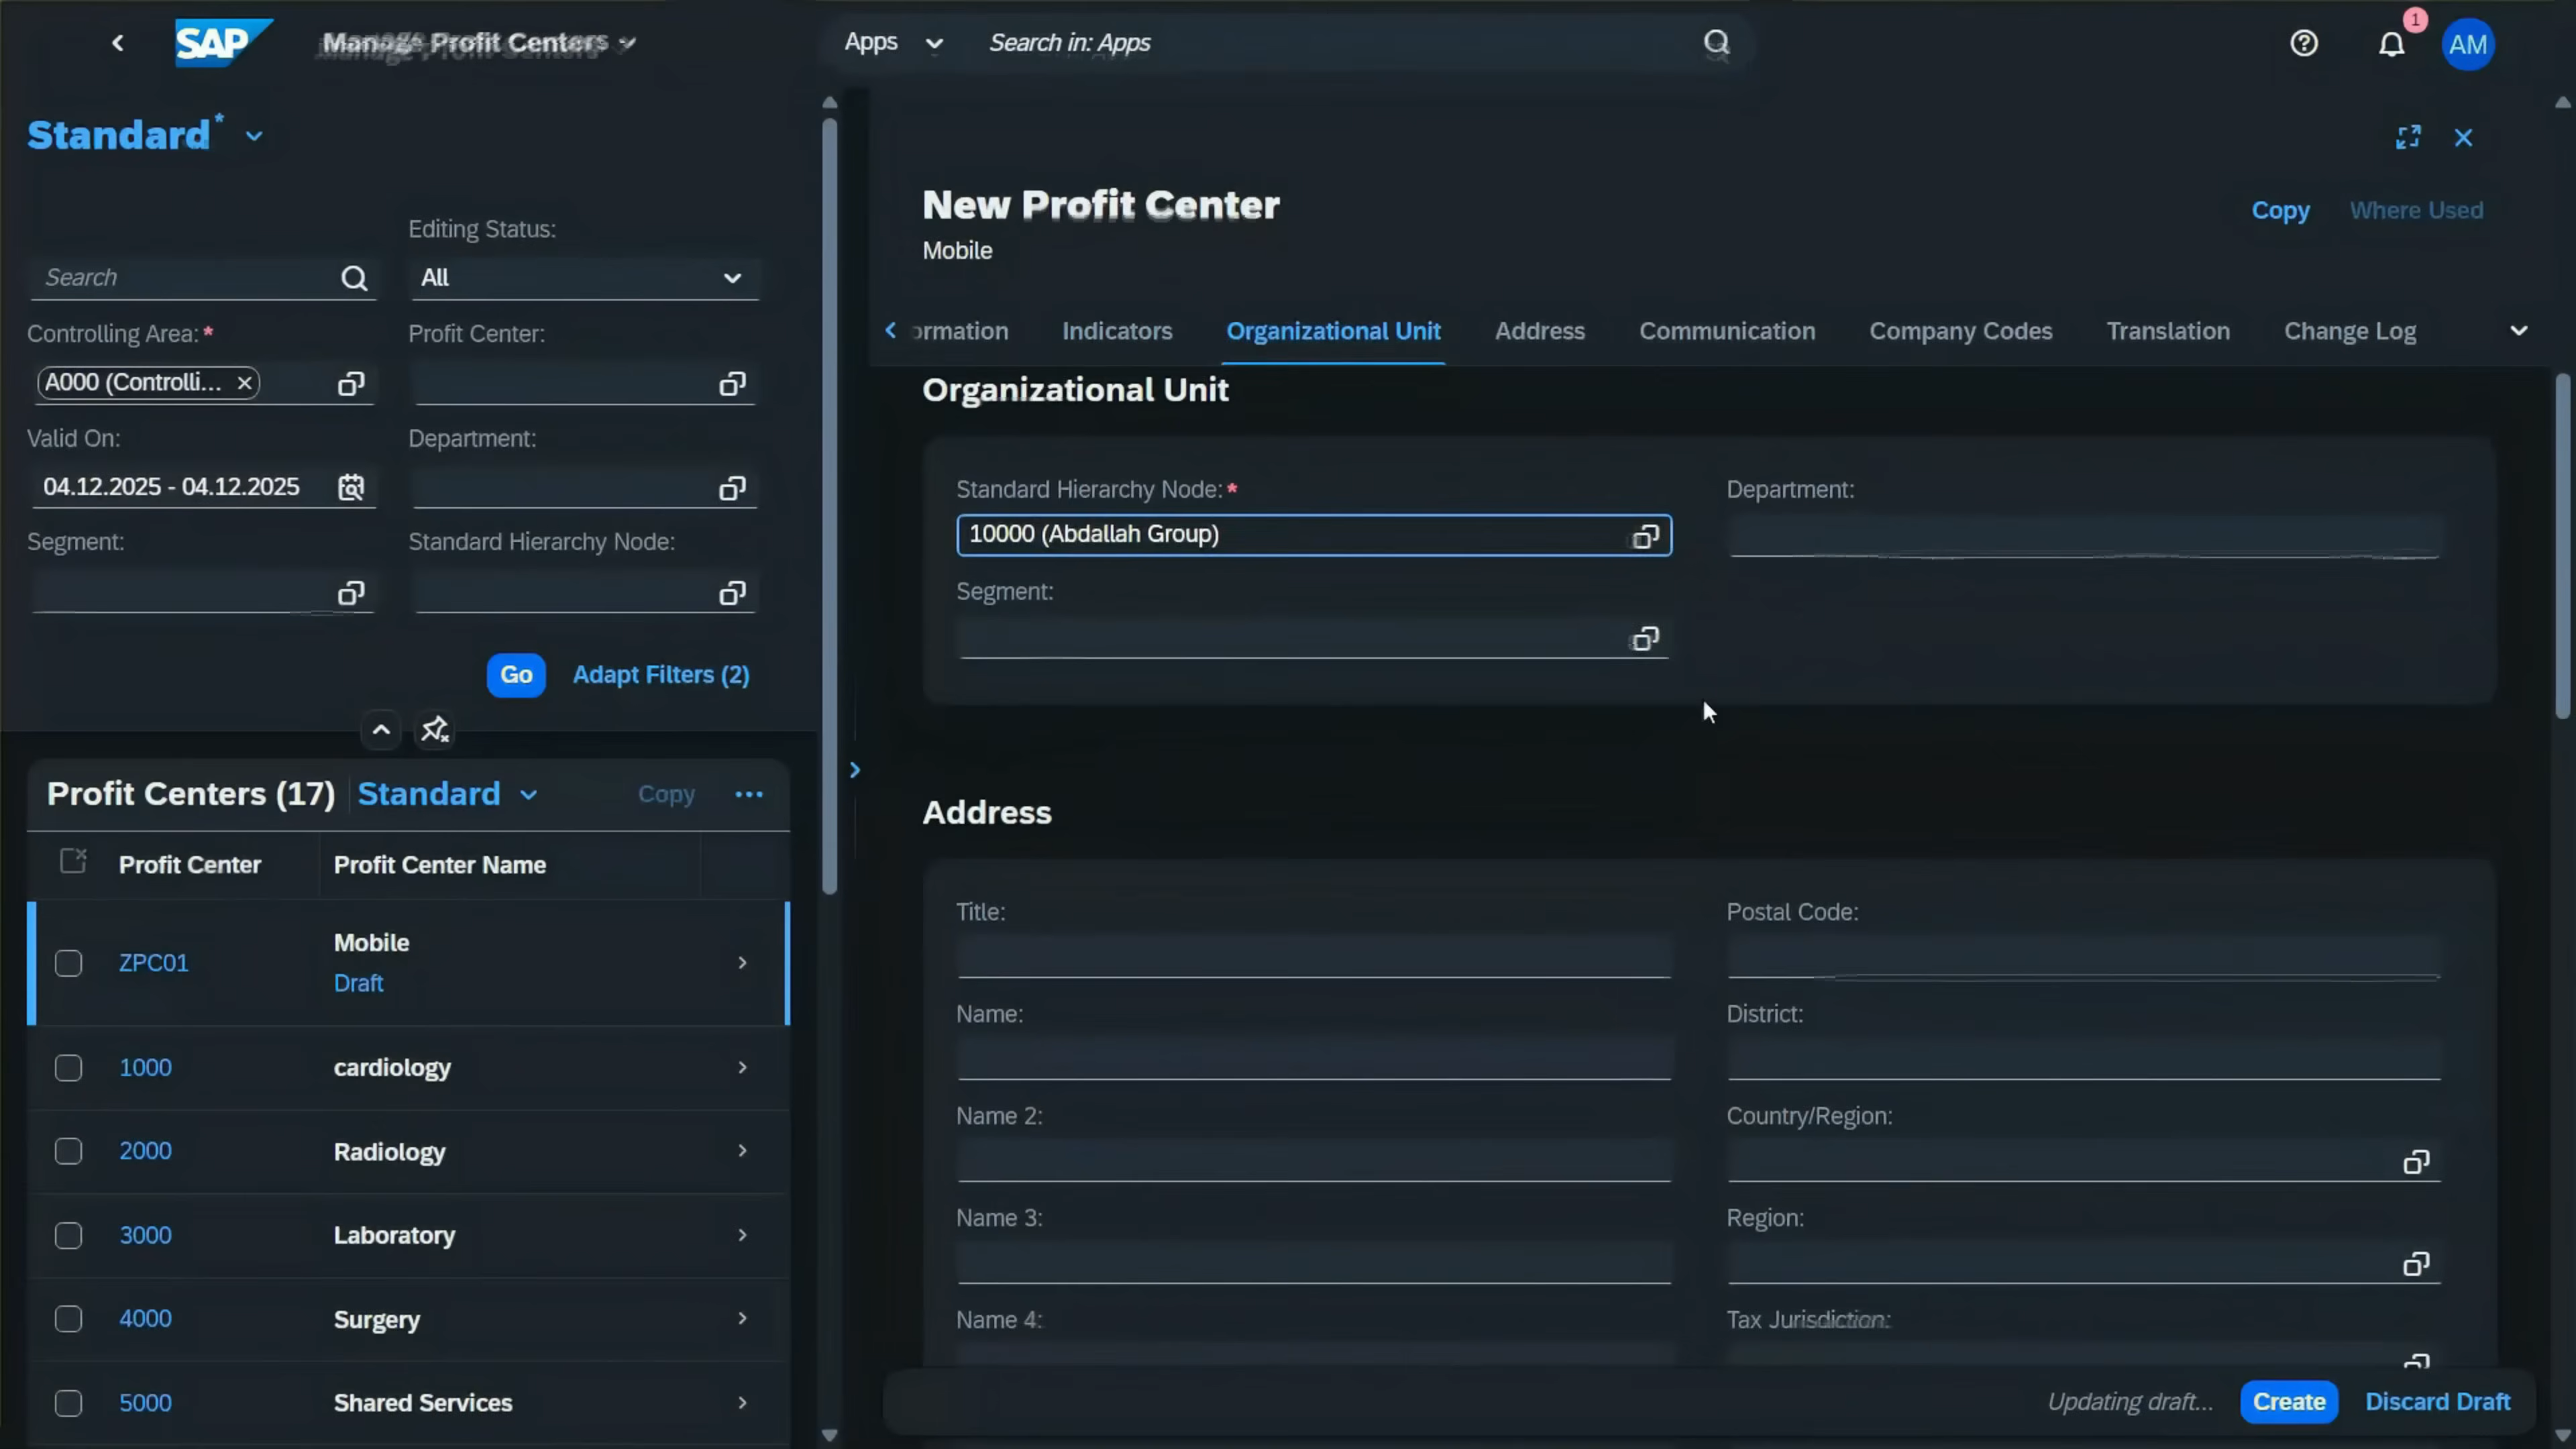 SAP
Manage Profit Centers
Apps
Search in: Apps
1
AM
Standard*
Editing Status:
Search
All
Controlling Area:*
Profit Center:
A000 (Controlli...
Valid On:
Department:
04.12.2025 - 04.12.2025
Segment:
Standard Hierarchy Node:
Go
Adapt Filters (2)
Profit Centers (17)
Standard
Copy
...
Profit Center
Profit Center Name
ZPC01
Mobile
Draft
1000
cardiology
2000
Radiology
3000
Laboratory
4000
Surgery
5000
Shared Services
New Profit Center
Mobile
Copy
Where Used
ormation
Indicators
Organizational Unit
Address
Communication
Company Codes
Translation
Change Log
Organizational Unit
Standard Hierarchy Node:*
Department:
10000 (Abdallah Group)
Segment:
Address
Title:
Postal Code:
Name:
District:
Name 2:
Country/Region:
Name 3:
Region:
Name 4:
Tax Jurisdiction:
Updating draft...
Create
Discard Draft